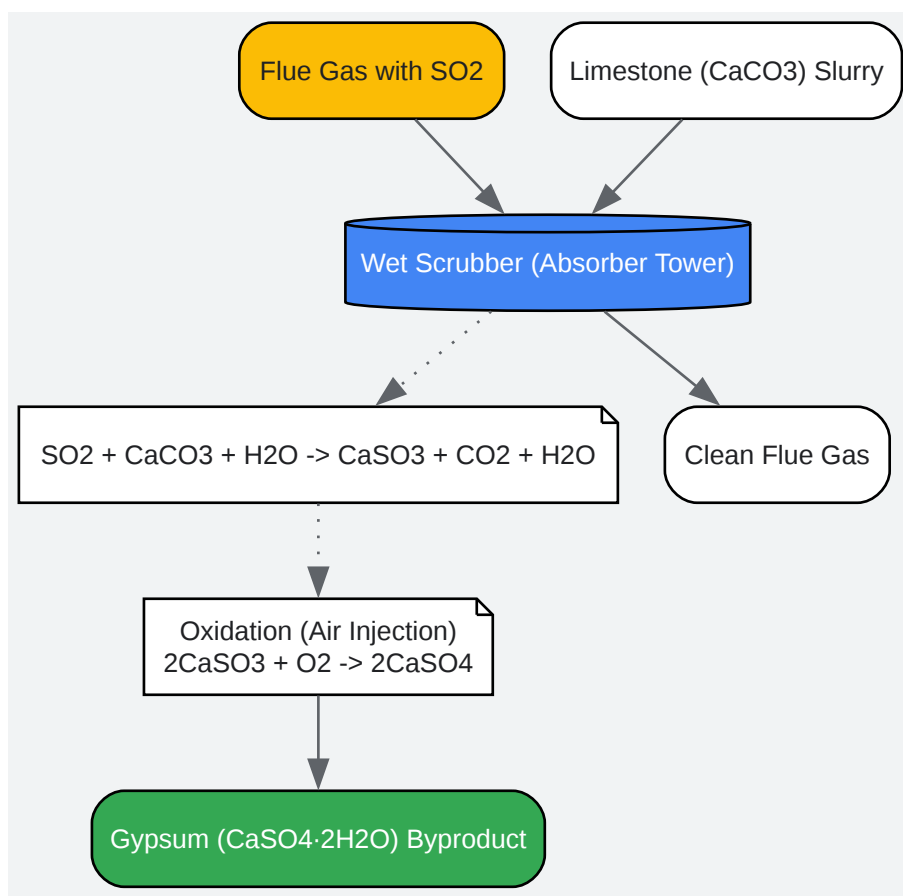 Flue Gas with SO2
Limestone (CaCO3) Slurry
Wet Scrubber (Absorber Tower)
SO2 + CaCO3 + H2O -> CaSO3 + CO2 + H2O
Clean Flue Gas
Oxidation (Air Injection)
2CaSO3 + O2 -> 2CaSO4
Gypsum (CaSO4·2H2O) Byproduct